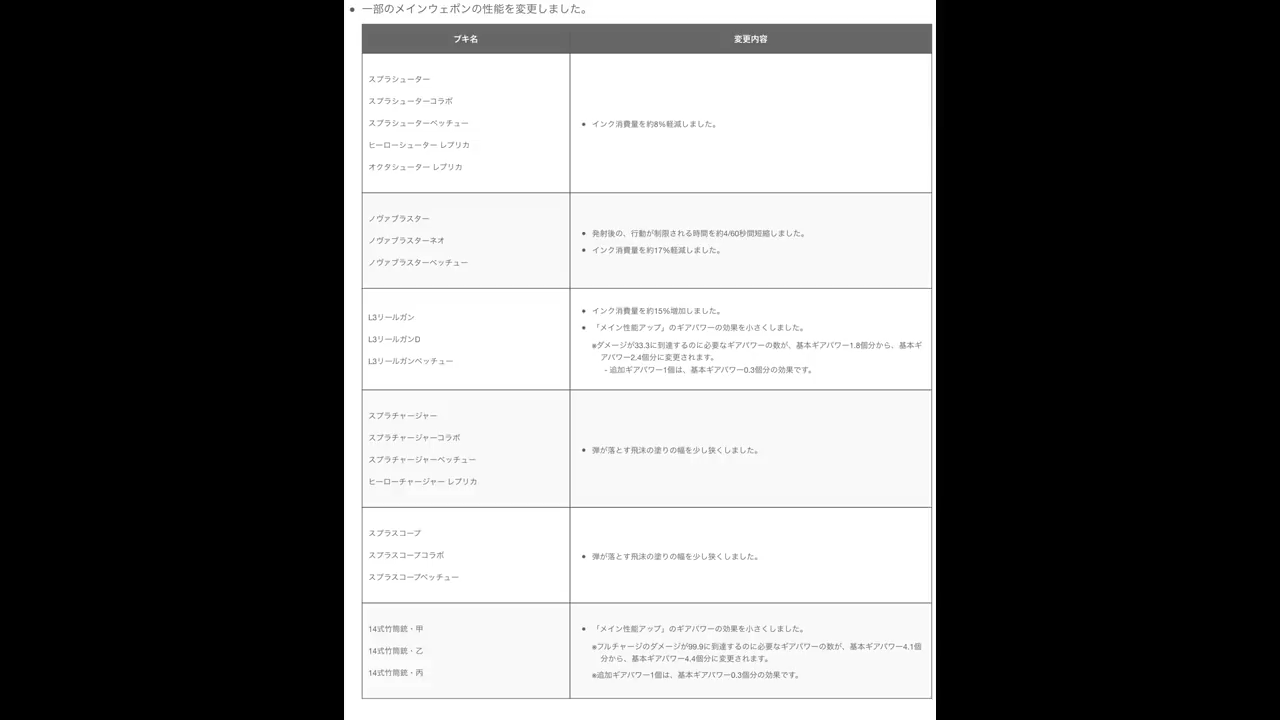 一部のメインウェポンの性能を変更しました。
ブキ名
変更内容
スプラシューター
スプラシューターコラボ
スプラシューターベッチュー
ヒーローシューター レプリカ
オクタシューター レプリカ
インク消費量を約8%軽減しました。
ノヴァブラスター
ノヴァブラスターネオ
ノヴァブラスターベッチュー
発射後の、行動が制限される時間を約4/60秒間短縮しました。
インク消費量を約17%軽減しました。
L3リールガン
L3リールガンD
L3リールガンベッチュー
インク消費量を約15%増加しました。
「メイン性能アップ」のギアパワーの効果を小さくしました。
※ダメージが33.3に到達するのに必要なギアパワーの数が、基本ギアパワー1.8個分から、基本ギ
アパワー2.4個分に変更されます。
- 追加ギアパワー1個は、基本ギアパワー0.3個分の効果です。
スプラチャージャー
スプラチャージャーコラボ
スプラチャージャーベッチュー
ヒーローチャージャー レプリカ
弾が落とす飛沫の塗りの幅を少し狭くしました。
スプラスコープ
スプラスコープコラボ
スプラスコープベッチュー
弾が落とす飛沫の塗りの幅を少し狭くしました。
14式竹筒銃・甲
14式竹筒銃・乙
14式竹筒銃・丙
「メイン性能アップ」のギアパワーの効果を小さくしました。
※フルチャージのダメージが99.9に到達するのに必要なギアパワーの数が、基本ギアパワー4.1個
分から、基本ギアパワー4.4個分に変更されます。
※追加ギアパワー1個は、基本ギアパワー0.3個分の効果です。